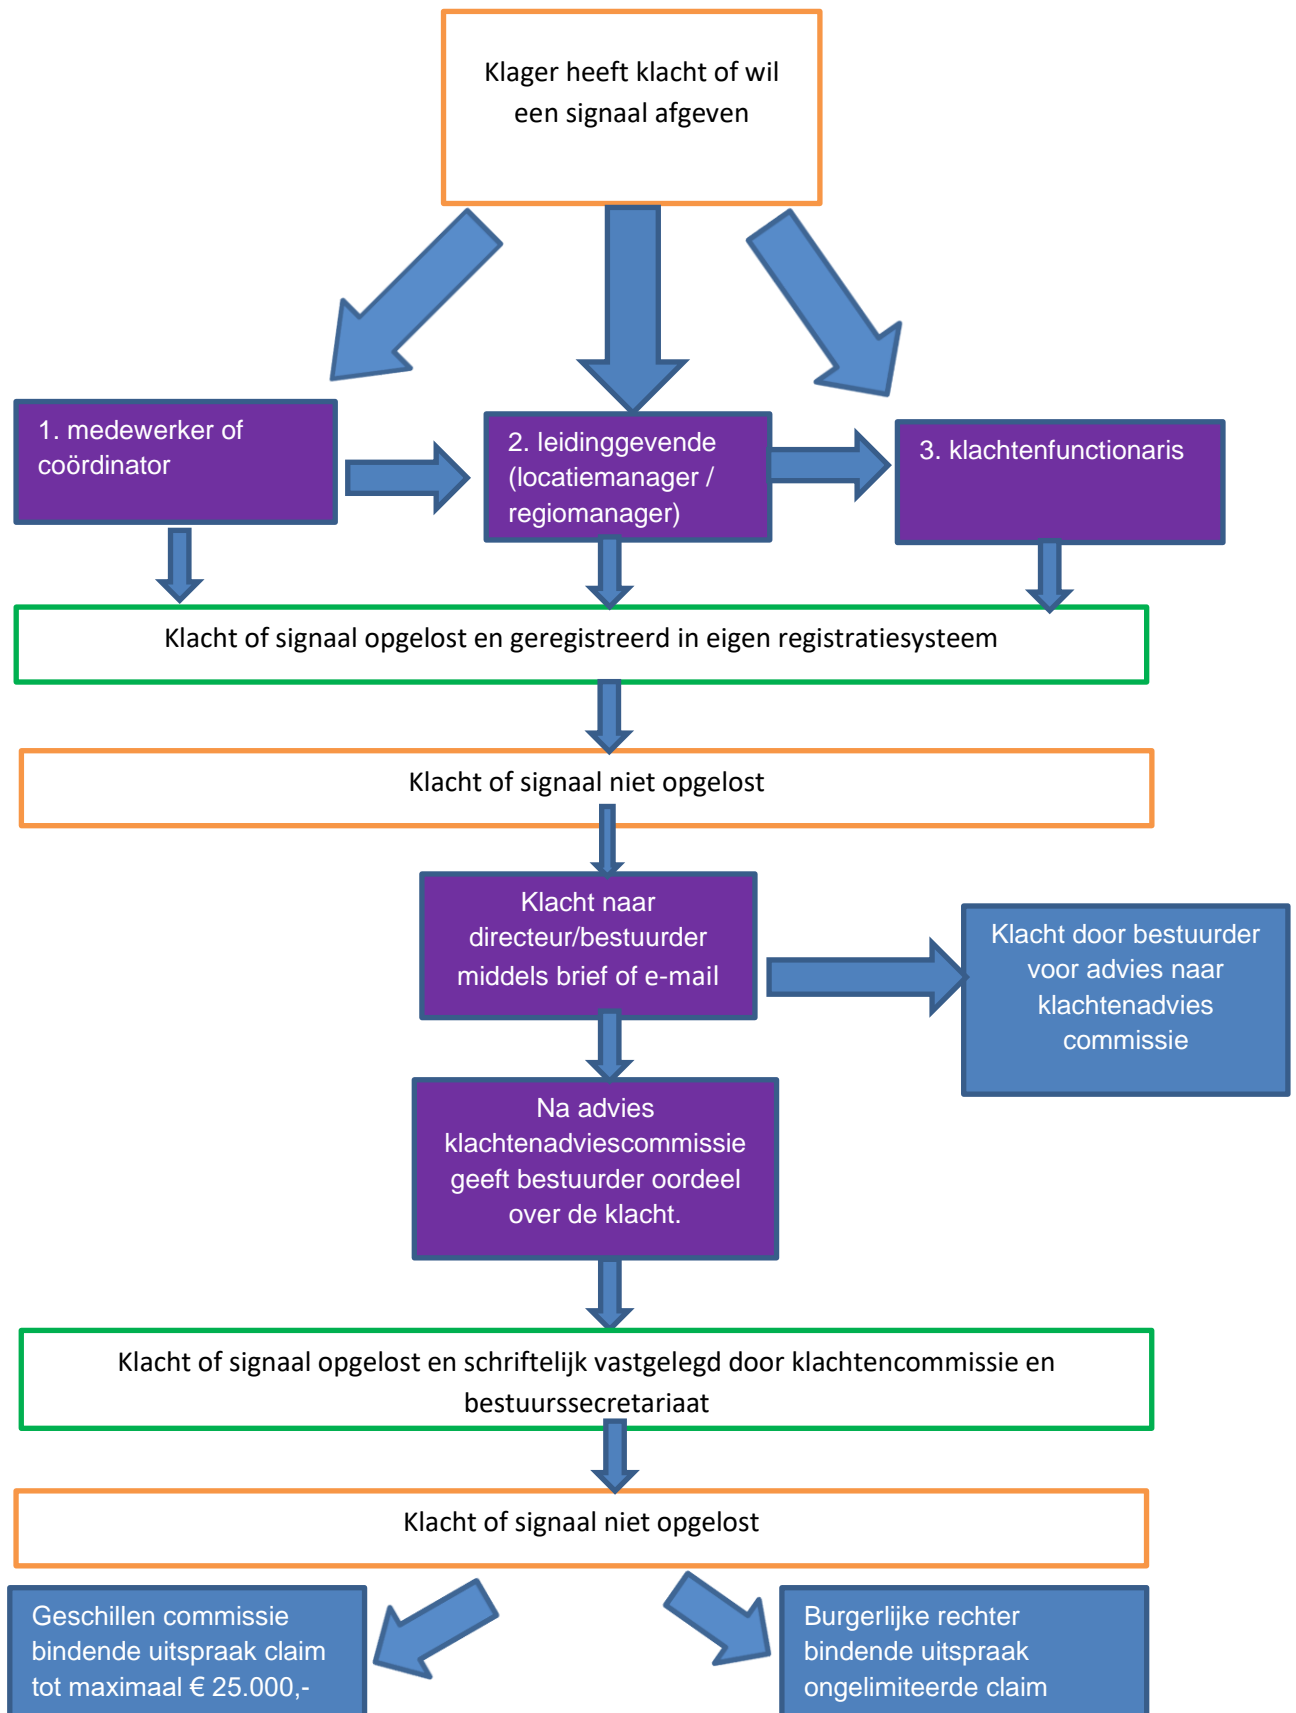 Klager heeft klacht of wil
een signaal afgeven
1. medewerker of
coördinator
2. leidinggevende
(locatiemanager /
regiomanager)
3. klachtenfunctionaris
Klacht of signaal opgelost en geregistreerd in eigen registratiesysteem
Klacht of signaal niet opgelost
Klacht naar
directeur/bestuurder
middels brief of e-mail
Klacht door bestuurder
voor advies naar
klachtenadvies
commissie
Na advies
klachtenadviescommissie
geeft bestuurder oordeel
over de klacht.
Klacht of signaal opgelost en schriftelijk vastgelegd door klachtencommissie en
bestuurssecretariaat
Klacht of signaal niet opgelost
Geschillen commissie
bindende uitspraak claim
tot maximaal € 25.000,-
Burgerlijke rechter
bindende uitspraak
ongelimiteerde claim